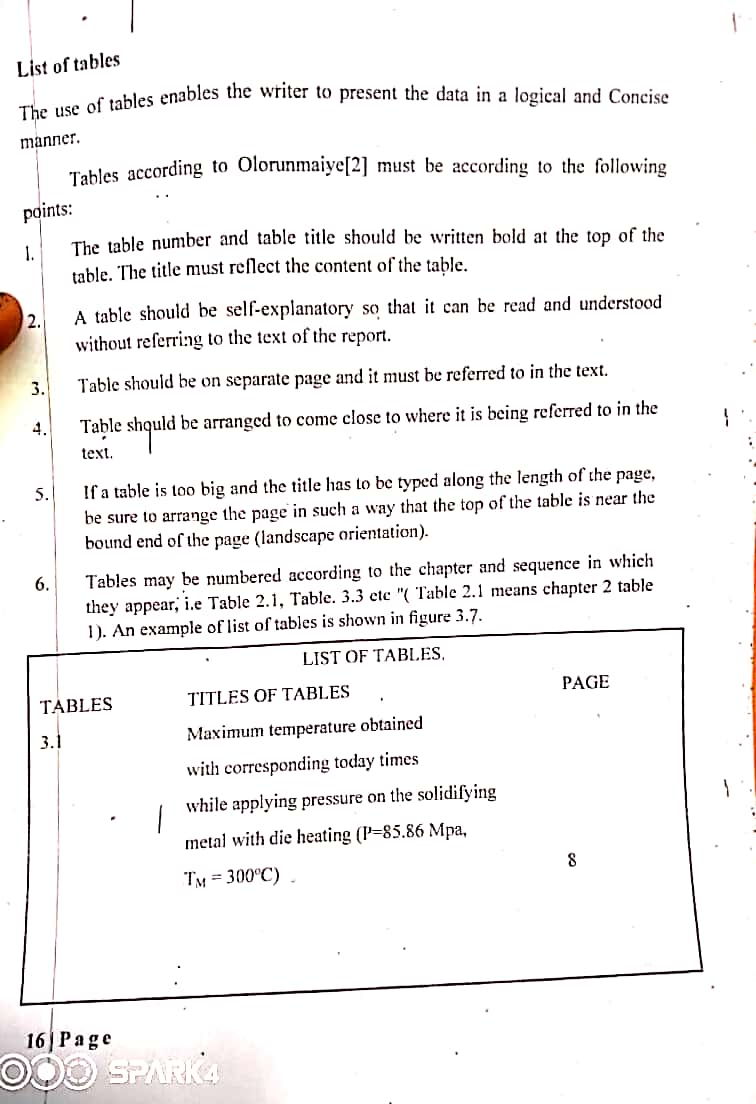 List of tables
The use of tables enables the writer to present the data in a logical and Concise
manner.
Tables according to Olorunmaiye[2] must be according to the following
points:
1. The table number and table title should be written bold at the top of the
table. The title must reflect the content of the table.
2. A table should be self-explanatory so that it can be read and understood
without referring to the text of the report.
3. Table should be on separate page and it must be referred to in the text.
4. Table should be arranged to come close to where it is being referred to in the
text.
5. If a table is too big and the title has to be typed along the length of the page,
be sure to arrange the page in such a way that the top of the table is near the
bound end of the page (landscape orientation).
6. Tables may be numbered according to the chapter and sequence in which
they appear, i.e Table 2.1, Table. 3.3 etc "( Table 2.1 means chapter 2 table
1). An example of list of tables is shown in figure 3.7.
LIST OF TABLES.
TABLES TITLES OF TABLES PAGE
3.1 Maximum temperature obtained
with corresponding today times
while applying pressure on the solidifying
metal with die heating (P=85.86 Mpa,
TM = 300°C) 8
16 | Page
SPARK4